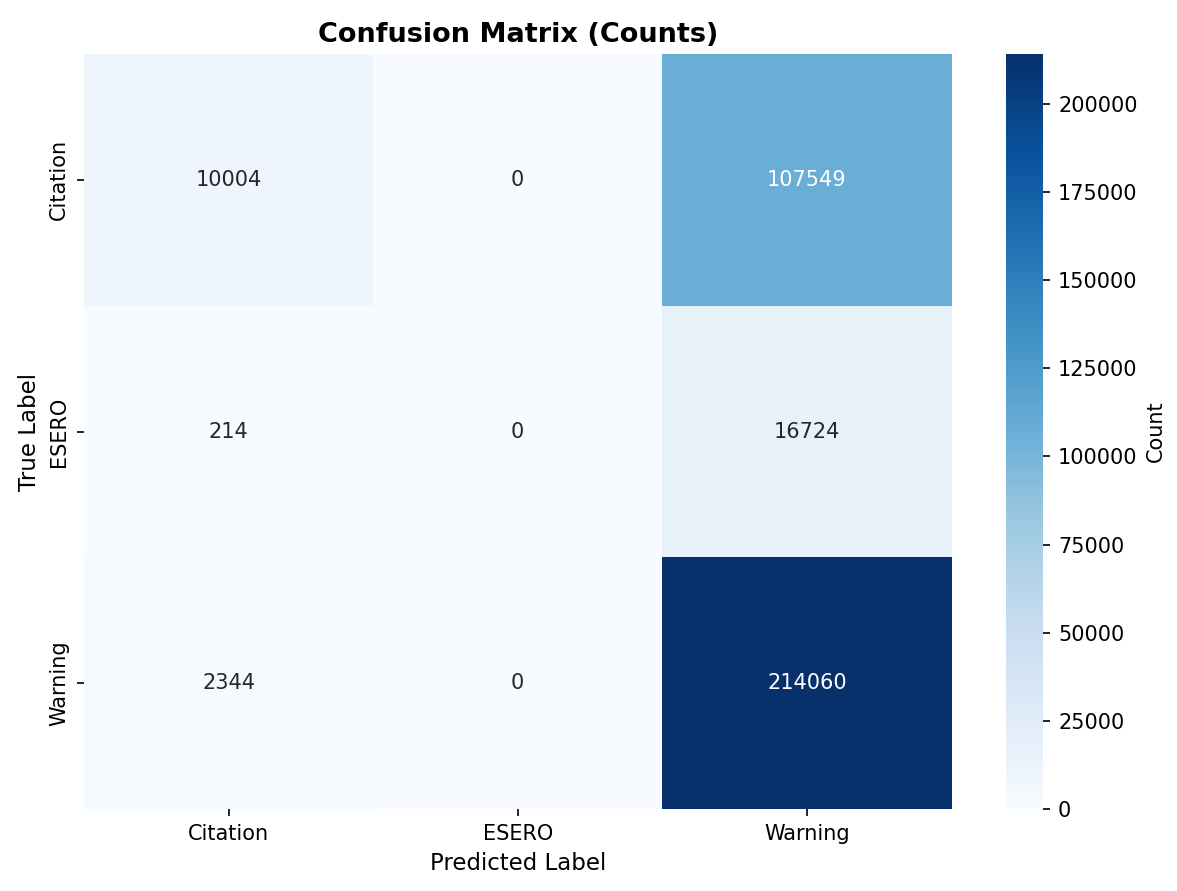 Confusion Matrix (Counts)
True Label
Citation
10004
0
107549
ESERO
214
0
16724
Warning
2344
0
214060
Citation
ESERO
Warning
Predicted Label
200000
175000
150000
125000
100000
75000
50000
25000
0
Count